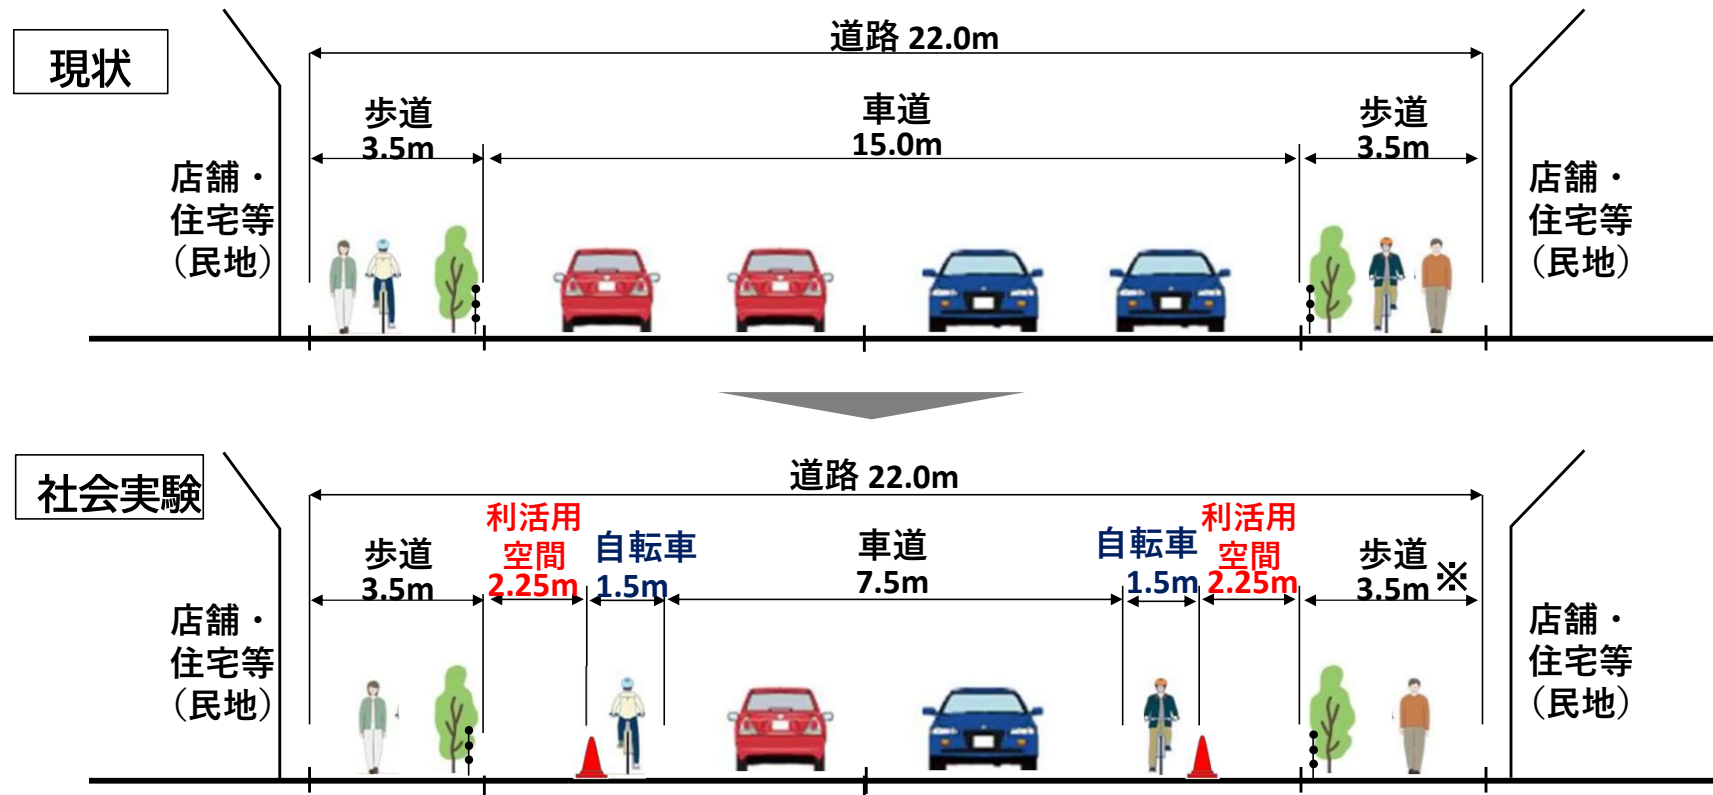 現状
道路 22.0m
歩道
3.5m
車道
15.0m
歩道
3.5m
店舗・
住宅等
（民地）
店舗・
住宅等
（民地）
社会実験
道路 22.0m
歩道
3.5m
利活用
空間
2.25m
自転車
1.5m
車道
7.5m
自転車
1.5m
利活用
空間
2.25m
歩道
3.5m※
店舗・
住宅等
（民地）
店舗・
住宅等
（民地）